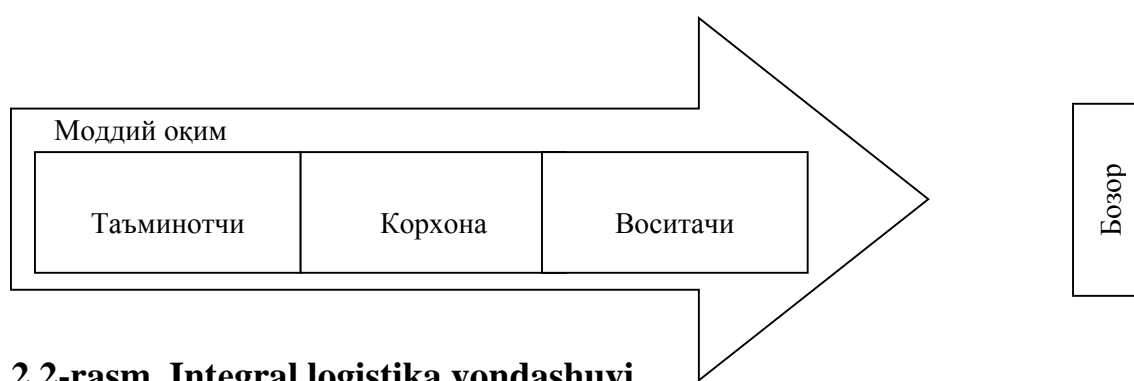 Моддий оқим
Таъминотчи
Корхона
Воситачи
Бозор
2.2-rasm. Integral logistika yondashuvi